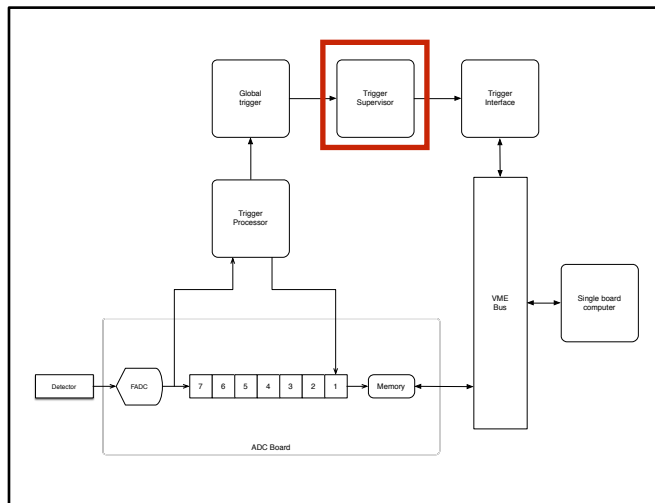 Global
trigger
Trigger
Supervisor
Trigger
Interface
Trigger
Processor
VME
Bus
Single board
computer
Detector
FADC
7 6 5 4 3 2 1
Memory
ADC Board